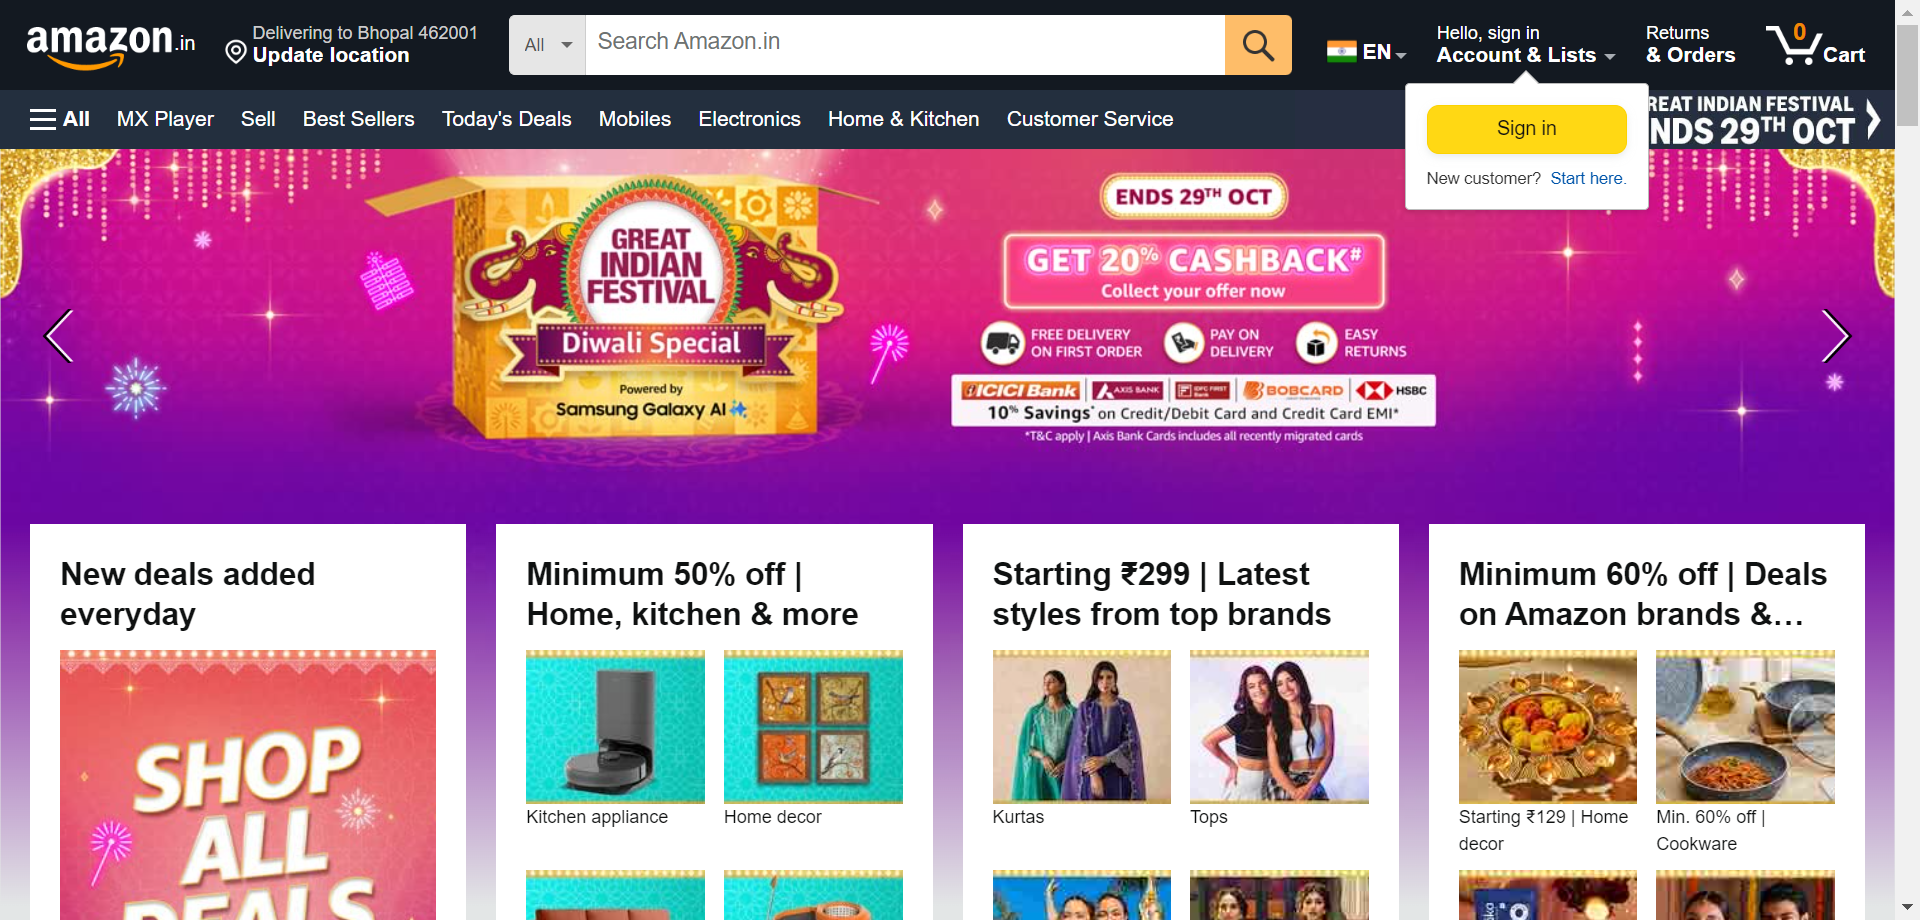 amazon.in
Delivering to Bhopal 462001
Update location
All
Search Amazon.in
EN
Hello, sign in
Account & Lists
Returns
& Orders
0
Cart
All
MX Player
Sell
Best Sellers
Today's Deals
Mobiles
Electronics
Home & Kitchen
Customer Service
REAT INDIAN FESTIVAL
NDS 29TH OCT
Sign in
New customer? Start here.
GREAT
INDIAN
FESTIVAL
Diwali Special
Powered by
Samsung Galaxy AI
ENDS 29TH OCT
GET 20% CASHBACK#
Collect your offer now
FREE DELIVERY
ON FIRST ORDER
PAY ON
DELIVERY
EASY
RETURNS
ICICI Bank
AXIS BANK
IDFC FIRST
Bank
BOBCARD
HSBC
10% Savings* on Credit/Debit Card and Credit Card EMI*
*T&C apply | Axis Bank Cards includes all recently migrated cards
New deals added
everyday
SHOP
ALL
DEALS
Minimum 50% off |
Home, kitchen & more
Kitchen appliance
Home decor
Starting ₹299 | Latest
styles from top brands
Kurtas
Tops
Minimum 60% off | Deals
on Amazon brands &…
Starting ₹129 | Home
decor
Min. 60% off |
Cookware